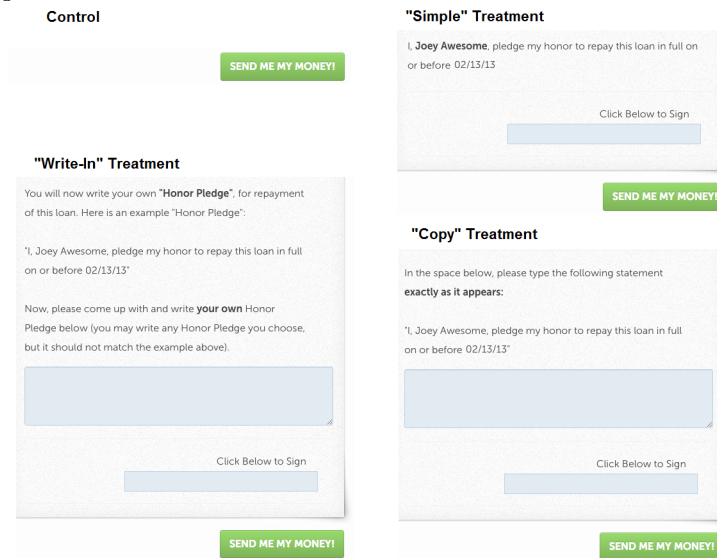 Control
SEND ME MY MONEY!
"Write-In" Treatment
You will now write your own "Honor Pledge", for repayment
of this loan. Here is an example "Honor Pledge":
"I, Joey Awesome, pledge my honor to repay this loan in full
on or before 02/13/13"
Now, please come up with and write your own Honor
Pledge below (you may write any Honor Pledge you choose,
but it should not match the example above).
Click Below to Sign
SEND ME MY MONEY!
"Simple" Treatment
I, Joey Awesome, pledge my honor to repay this loan in full on
or before 02/13/13
Click Below to Sign
SEND ME MY MONEY!
"Copy" Treatment
In the space below, please type the following statement
exactly as it appears:
"I, Joey Awesome, pledge my honor to repay this loan in full
on or before 02/13/13"
Click Below to Sign
SEND ME MY MONEY!